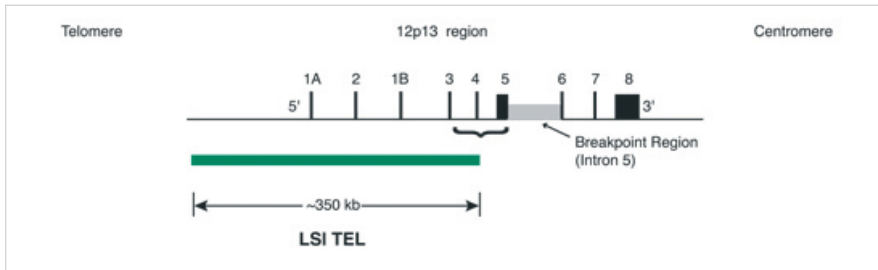 Telomere 12p13 region Centromere
1A 2 1B 3 4 5 6 7 8
5' 3'
Breakpoint Region
(Intron 5)
~350 kb
LSI TEL